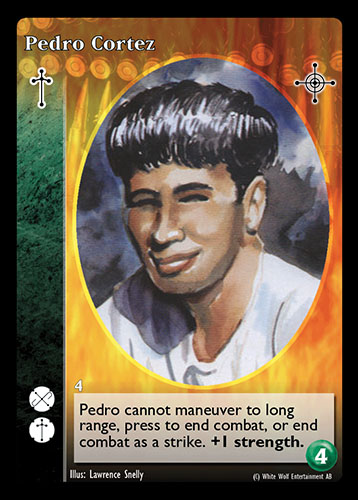 Pedro Cortez
4
Pedro cannot maneuver to long
range, press to end combat, or end
combat as a strike. +1 strength.
4
Illus: Lawrence Snelly
(C) White Wolf Entertainment AB